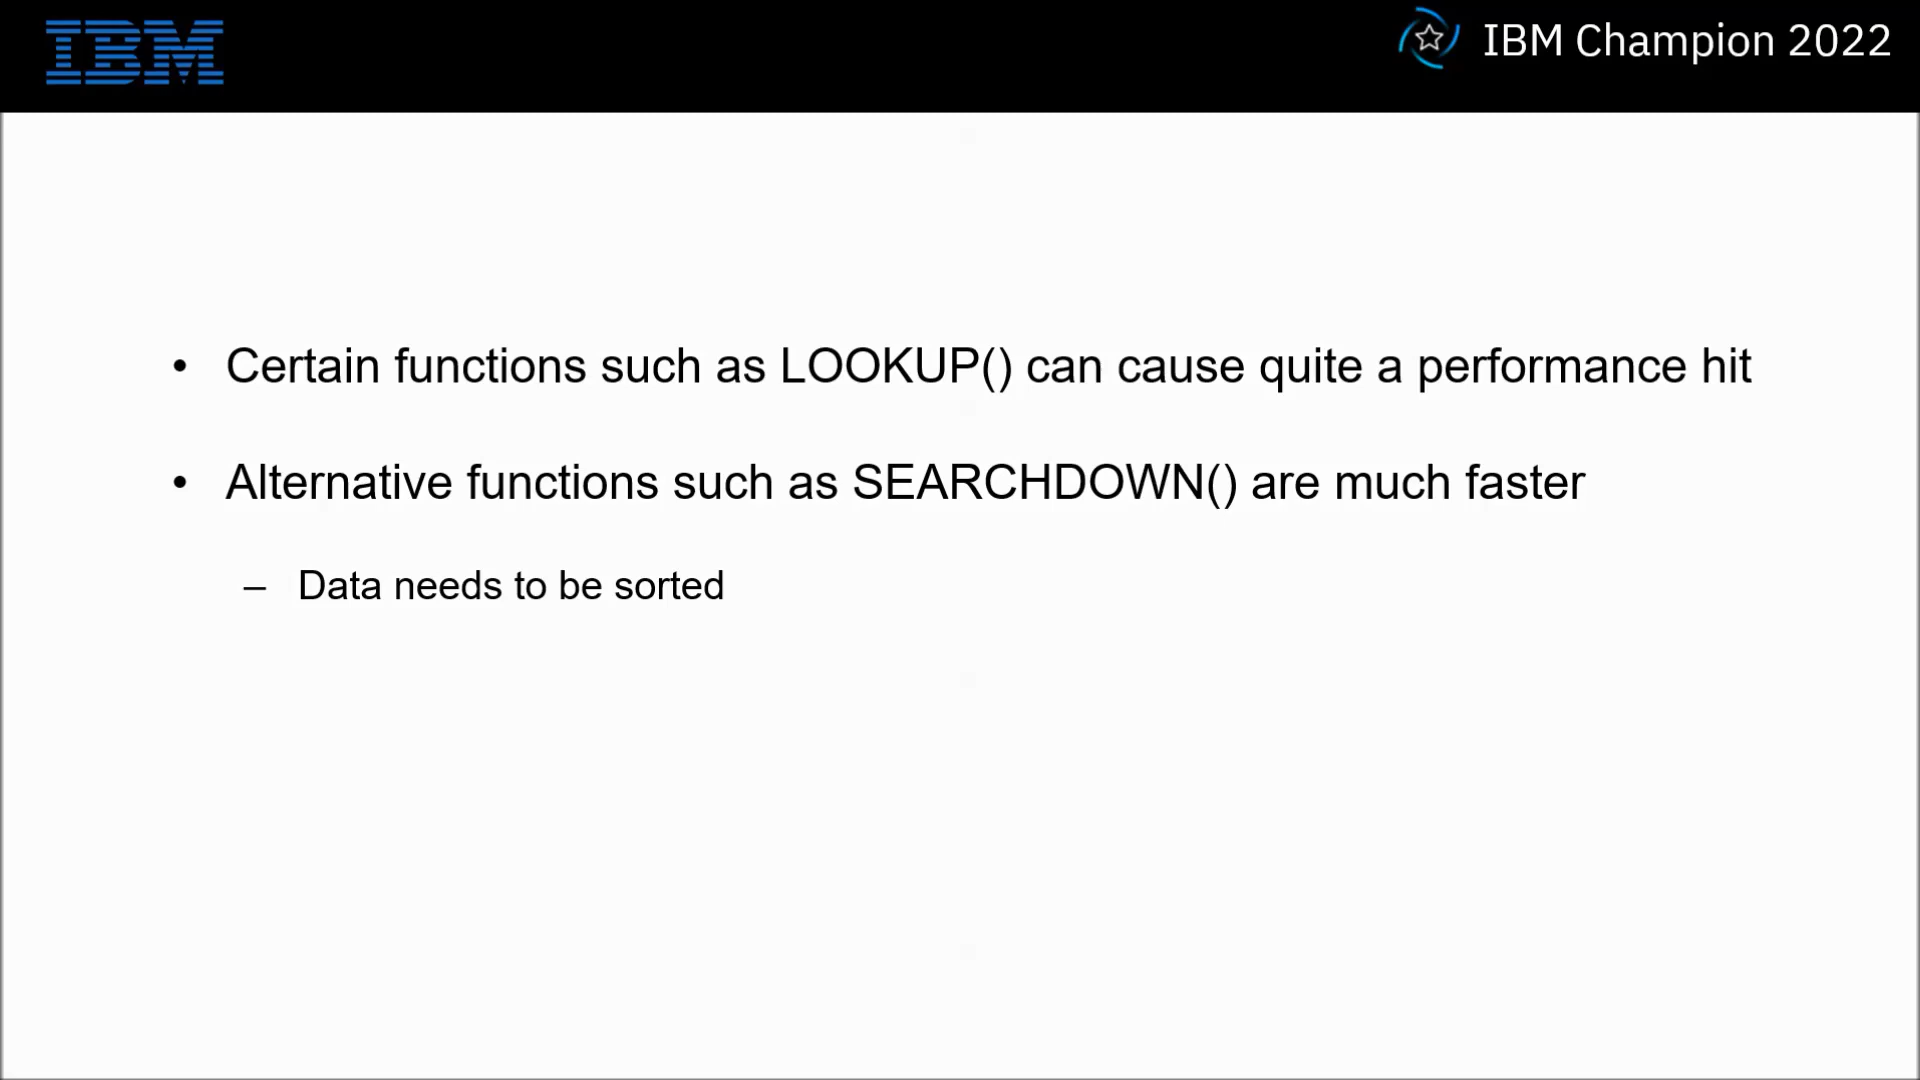 IBM
IBM Champion 2022
• Certain functions such as LOOKUP() can cause quite a performance hit
• Alternative functions such as SEARCHDOWN() are much faster
– Data needs to be sorted